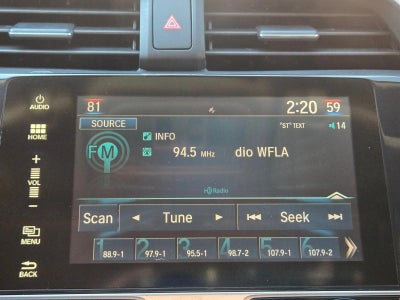 AUDIO
HOME
+
VOL
−
MENU
BACK
81 2:20 59
SOURCE "ST" TEXT 14
FM INFO
94.5 MHz dio WFLA
HD Radio
Scan Tune Seek
1 2 3 4 5 6
88.9-1 97.9-1 95.5-1 98.7-2 107.9-1 107.9-2